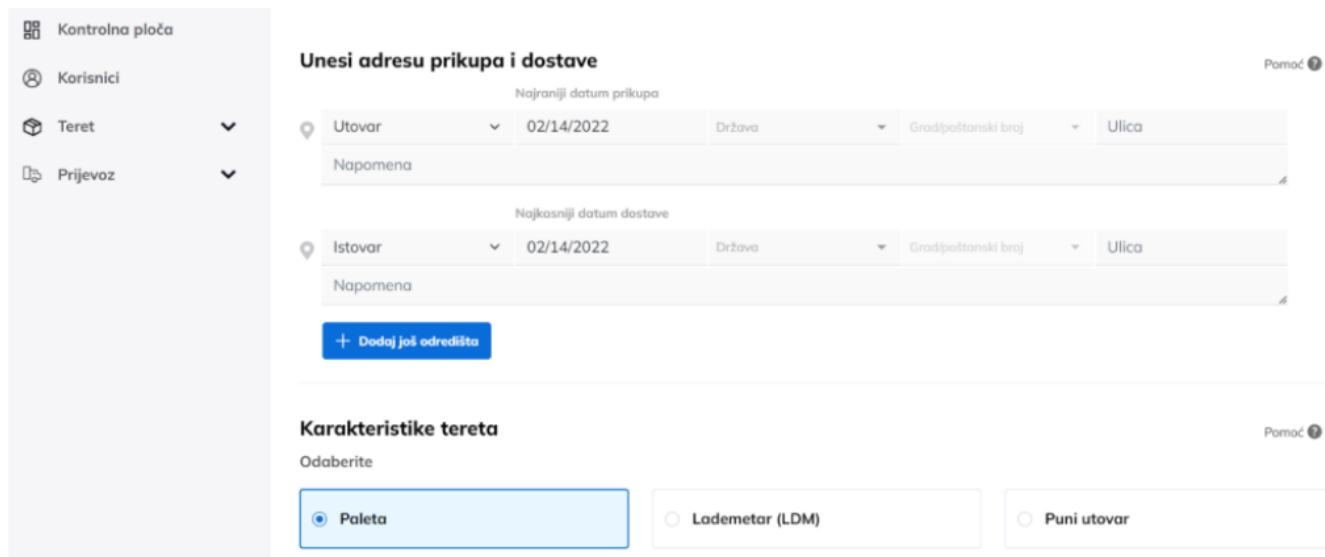 Kontrolna ploča
Korisnici
Teret
Prijevoz
Unesi adresu prikupa i dostave
Pomoć
Najraniji datum prikupa
Utovar 02/14/2022 Država Grad/poštanski broj Ulica
Napomena
Najkasniji datum dostave
Istovar 02/14/2022 Država Grad/poštanski broj Ulica
Napomena
+ Dodaj još odredišta
Karakteristike tereta
Pomoć
Odaberite
Paleta Lademetar (LDM) Puni utovar